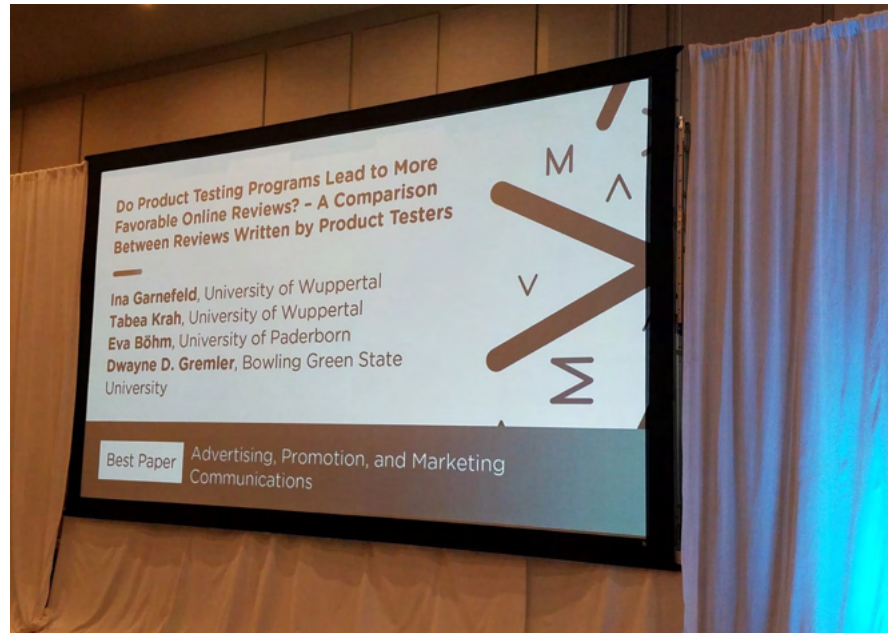 Do Product Testing Programs Lead to More
Favorable Online Reviews? – A Comparison
Between Reviews Written by Product Testers
Ina Garnefeld, University of Wuppertal
Tabea Krah, University of Wuppertal
Eva Böhm, University of Paderborn
Dwayne D. Gremler, Bowling Green State
University
M
Best Paper
Advertising, Promotion, and Marketing
Communications